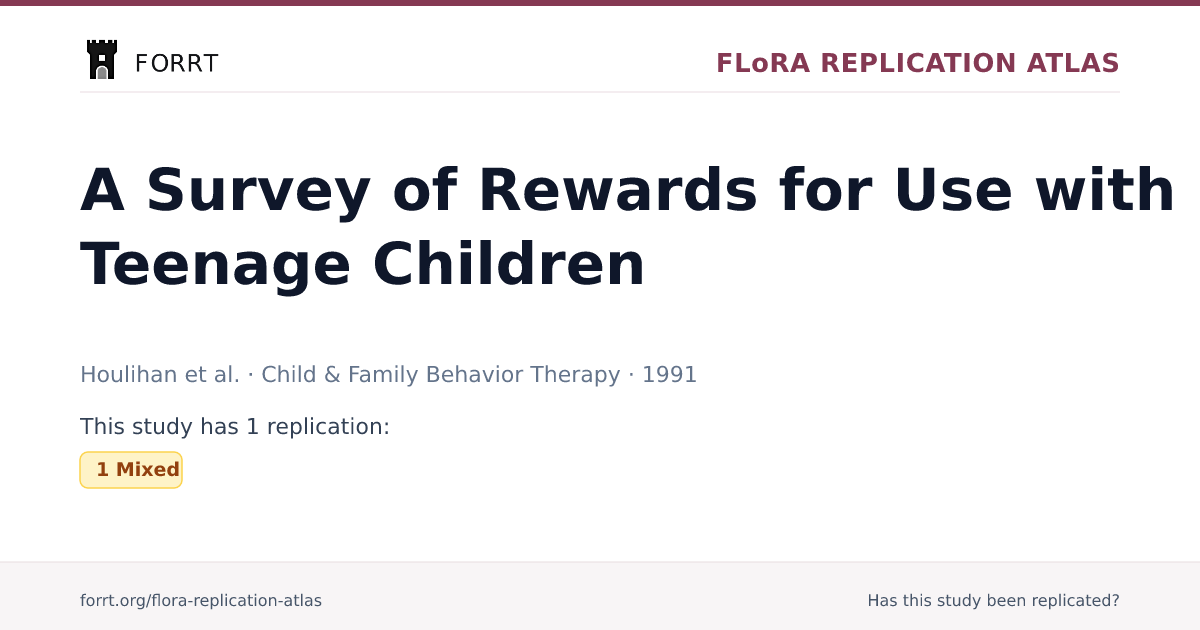 FORRT
FLoRA REPLICATION ATLAS
A Survey of Rewards for Use with
Teenage Children
Houlihan et al. · Child & Family Behavior Therapy · 1991
This study has 1 replication:
1 Mixed
forrt.org/flora-replication-atlas
Has this study been replicated?